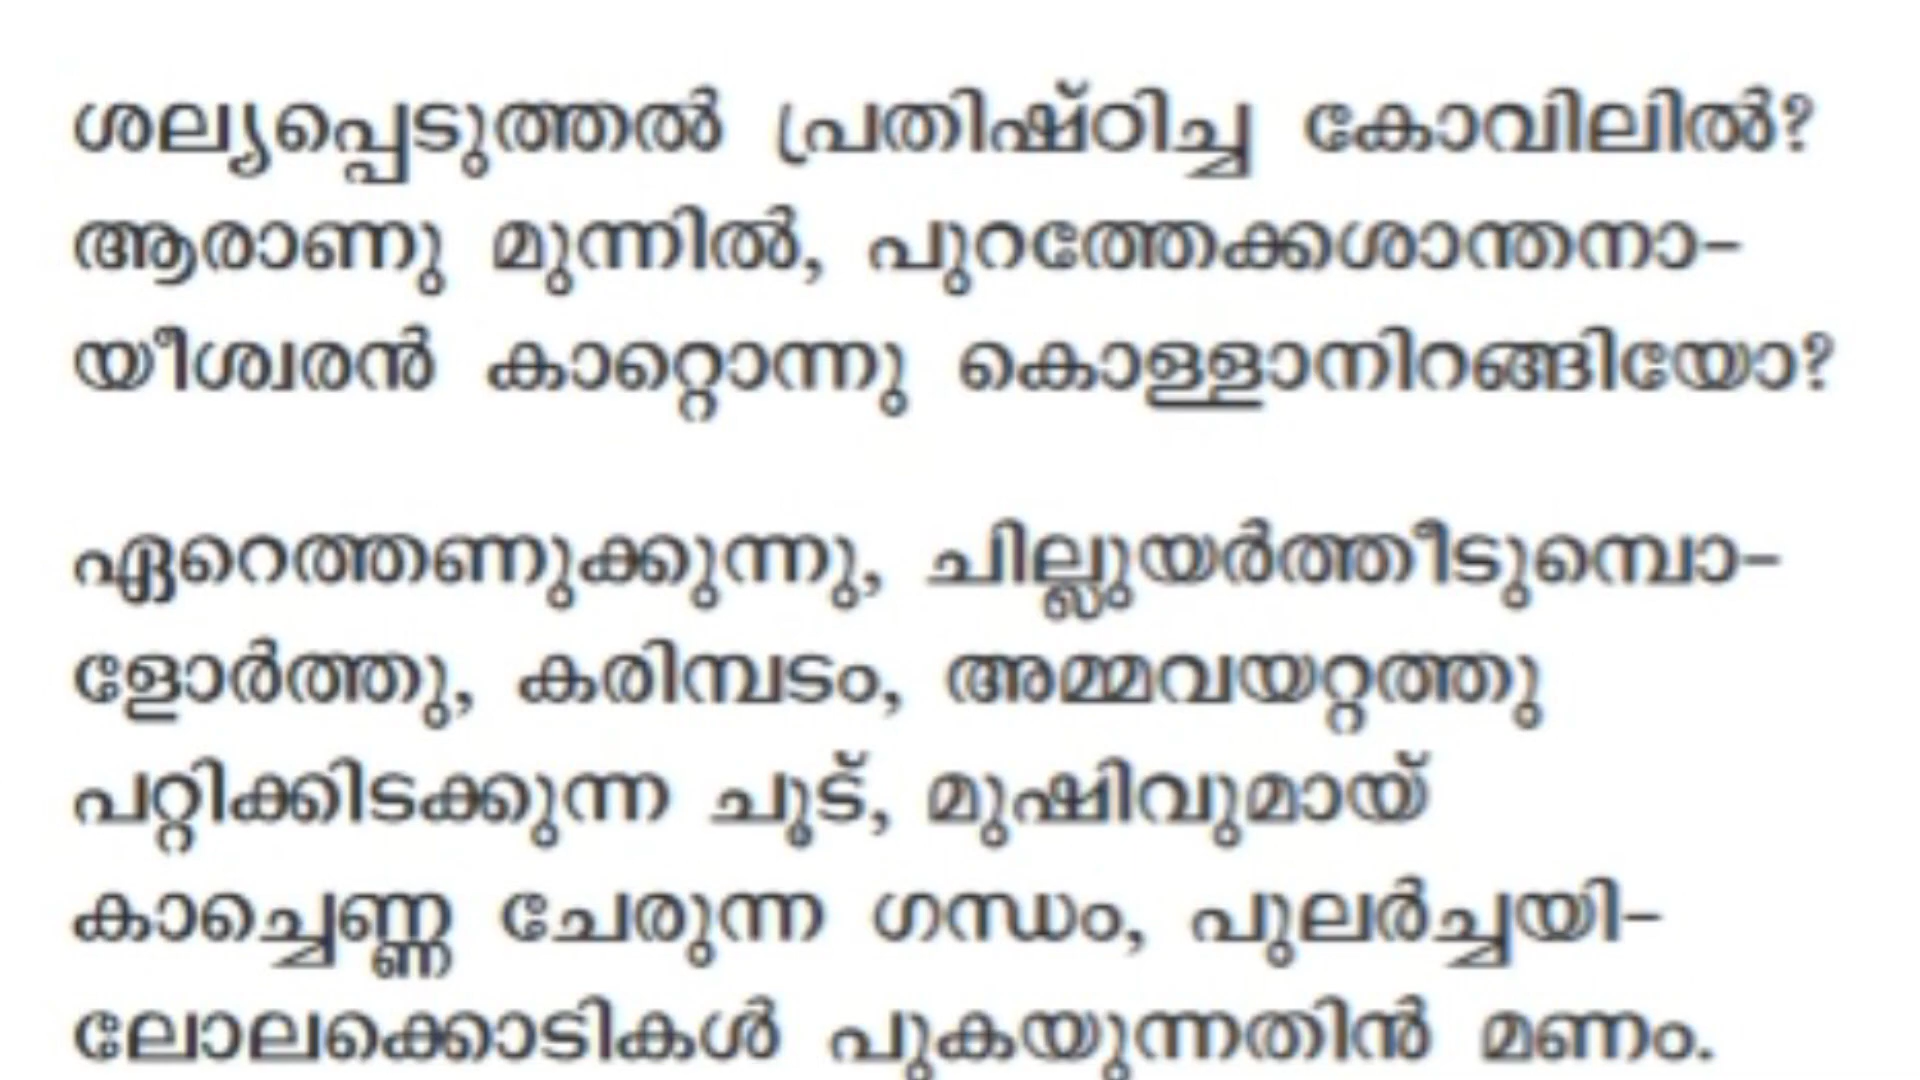 ശല്യപ്പെടുത്തൽ പ്രതിഷ്ഠിച്ച കോവിലിൽ?
ആരാണു മുന്നിൽ, പുറത്തേക്കശാന്തനാ-
യീശ്വരൻ കാറ്റൊന്നു കൊള്ളാനിറങ്ങിയോ?
ഏറെത്തണുക്കുന്നു, ചില്ലുയർത്തീടുമ്പൊ-
ളോർത്തു, കരിമ്പടം, അമ്മവയറ്റത്തു
പറ്റിക്കിടക്കുന്ന ചൂട്, മുഷിവുമായ്
കാച്ചെണ്ണ ചേരുന്ന ഗന്ധം, പുലർച്ചയി-
ലോലക്കൊടികൾ പുകയുന്നതിൻ മണം.